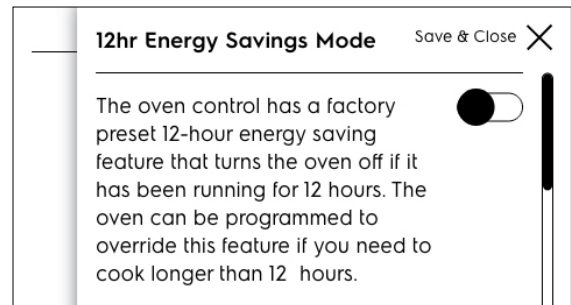 12hr Energy Savings Mode Save & Close
The oven control has a factory
preset 12-hour energy saving
feature that turns the oven off if it
has been running for 12 hours. The
oven can be programmed to
override this feature if you need to
cook longer than 12 hours.